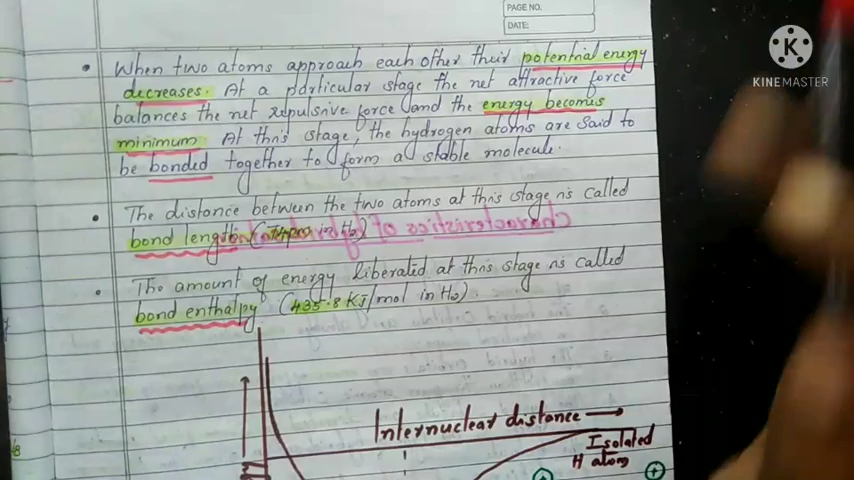 PAGE NO.
DATE:
K
KINEMASTER
When two atoms approach each other their potential energy
decreases. At a particular stage the net attractive force
balances the net repulsive force and the energy becomes
minimum At this stage, the hydrogen atoms are said to
be bonded together to form a stable molecule.
The distance between the two atoms at this stage is called
bond length ( in H2)
The amount of energy liberated at this stage is called
bond enthalpy (435.8 KJ/mol in H2)
Internuclear distance
Isolated
H atom